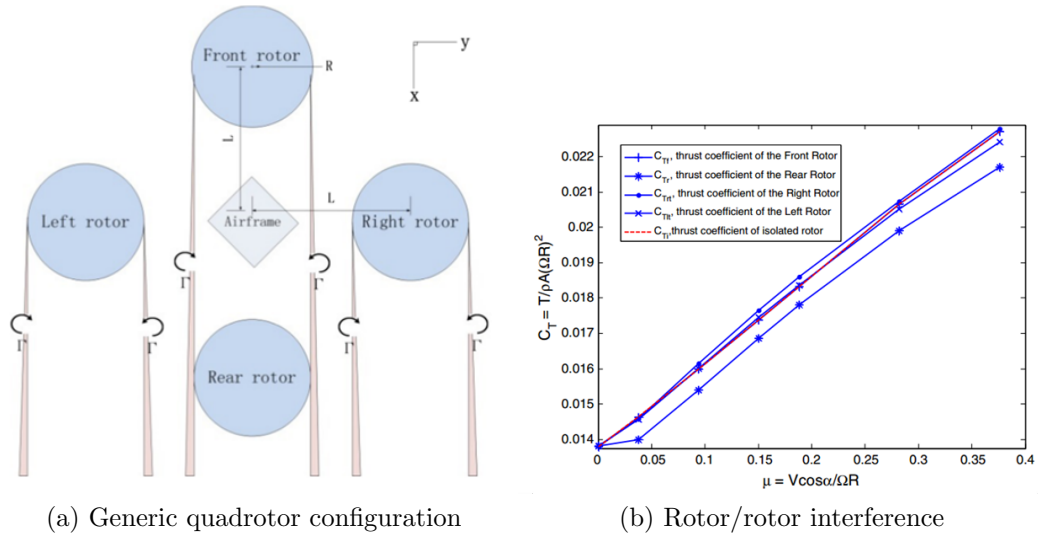 Front rotor
R
y
x
L
Left rotor
Airframe
L
Right rotor
Γ
Γ
Γ
Γ
Γ
Γ
Rear rotor
(a) Generic quadrotor configuration
C_Tf, thrust coefficient of the Front Rotor
C_Tr, thrust coefficient of the Rear Rotor
C_Trt, thrust coefficient of the Right Rotor
C_Tlt, thrust coefficient of the Left Rotor
C_Ti,thrust coefficient of isolated rotor
C_T = T/ρA(ΩR)^2
0.022
0.021
0.02
0.019
0.018
0.017
0.016
0.015
0.014
0
0.05
0.1
0.15
0.2
0.25
0.3
0.35
0.4
μ = Vcosα/ΩR
(b) Rotor/rotor interference